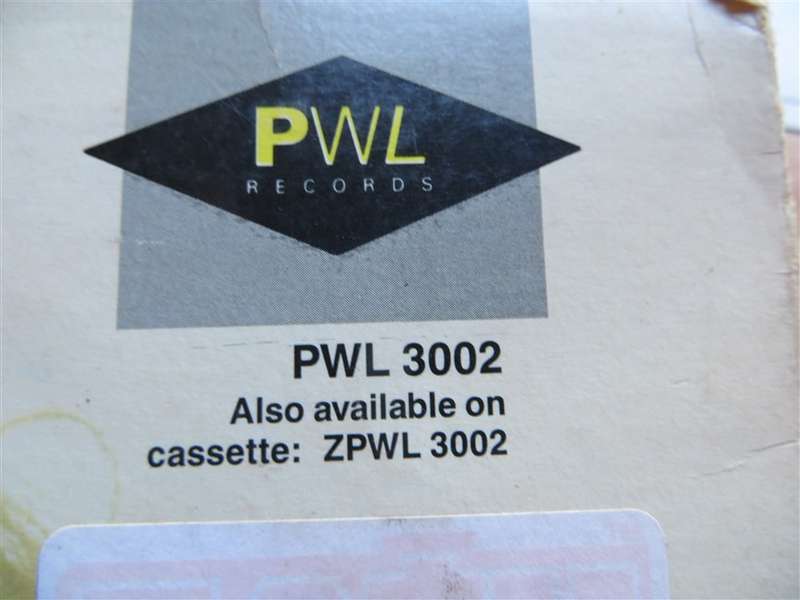 PWL
RECORDS
PWL 3002
Also available on
cassette: ZPWL 3002